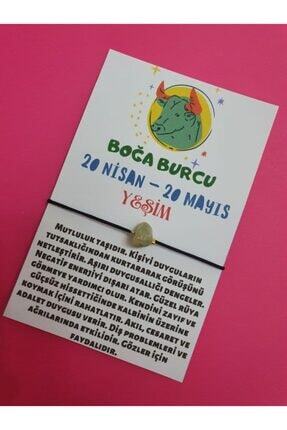 BOĞA BURCU
20 NİSAN – 20 MAYIS
YEŞİM
MUTLULUK TAŞIDIR. KİŞİYİ DUYGULARIN
TUTSAKLIĞINDAN KURTARARAK GÖRÜŞÜNÜ
NETLEŞTİRİR. AŞIRI DUYGUSALLIĞI DENGELER.
NEGATİF ENERJİYİ DIŞARI ATAR. GÜZEL RÜYA
GÖRMEYE YARDIMCI OLUR. KENDİNİ ZAYIF VE
GÜÇSÜZ HİSSETTİĞİNDE KALBİNİN ÜZERİNE
KOYMAK İÇİNİ RAHATLATIR. AKIL, CESARET VE
ADALET DUYGUSU VERİR. DİŞ PROBLEMLERİ VE
AĞRILARINDA ETKİLİDİR. GÖZLER İÇİN
FAYDALIDIR.